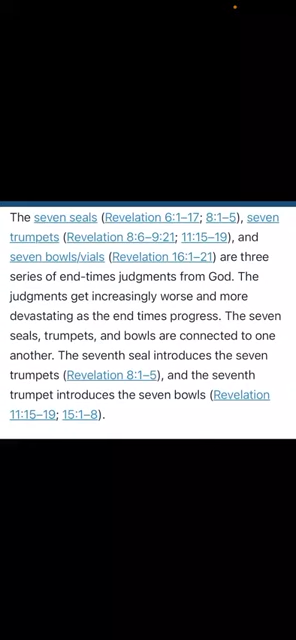 The seven seals (Revelation 6:1–17; 8:1–5), seven
trumpets (Revelation 8:6–9:21; 11:15–19), and
seven bowls/vials (Revelation 16:1–21) are three
series of end-times judgments from God. The
judgments get increasingly worse and more
devastating as the end times progress. The seven
seals, trumpets, and bowls are connected to one
another. The seventh seal introduces the seven
trumpets (Revelation 8:1–5), and the seventh
trumpet introduces the seven bowls (Revelation
11:15–19; 15:1–8).